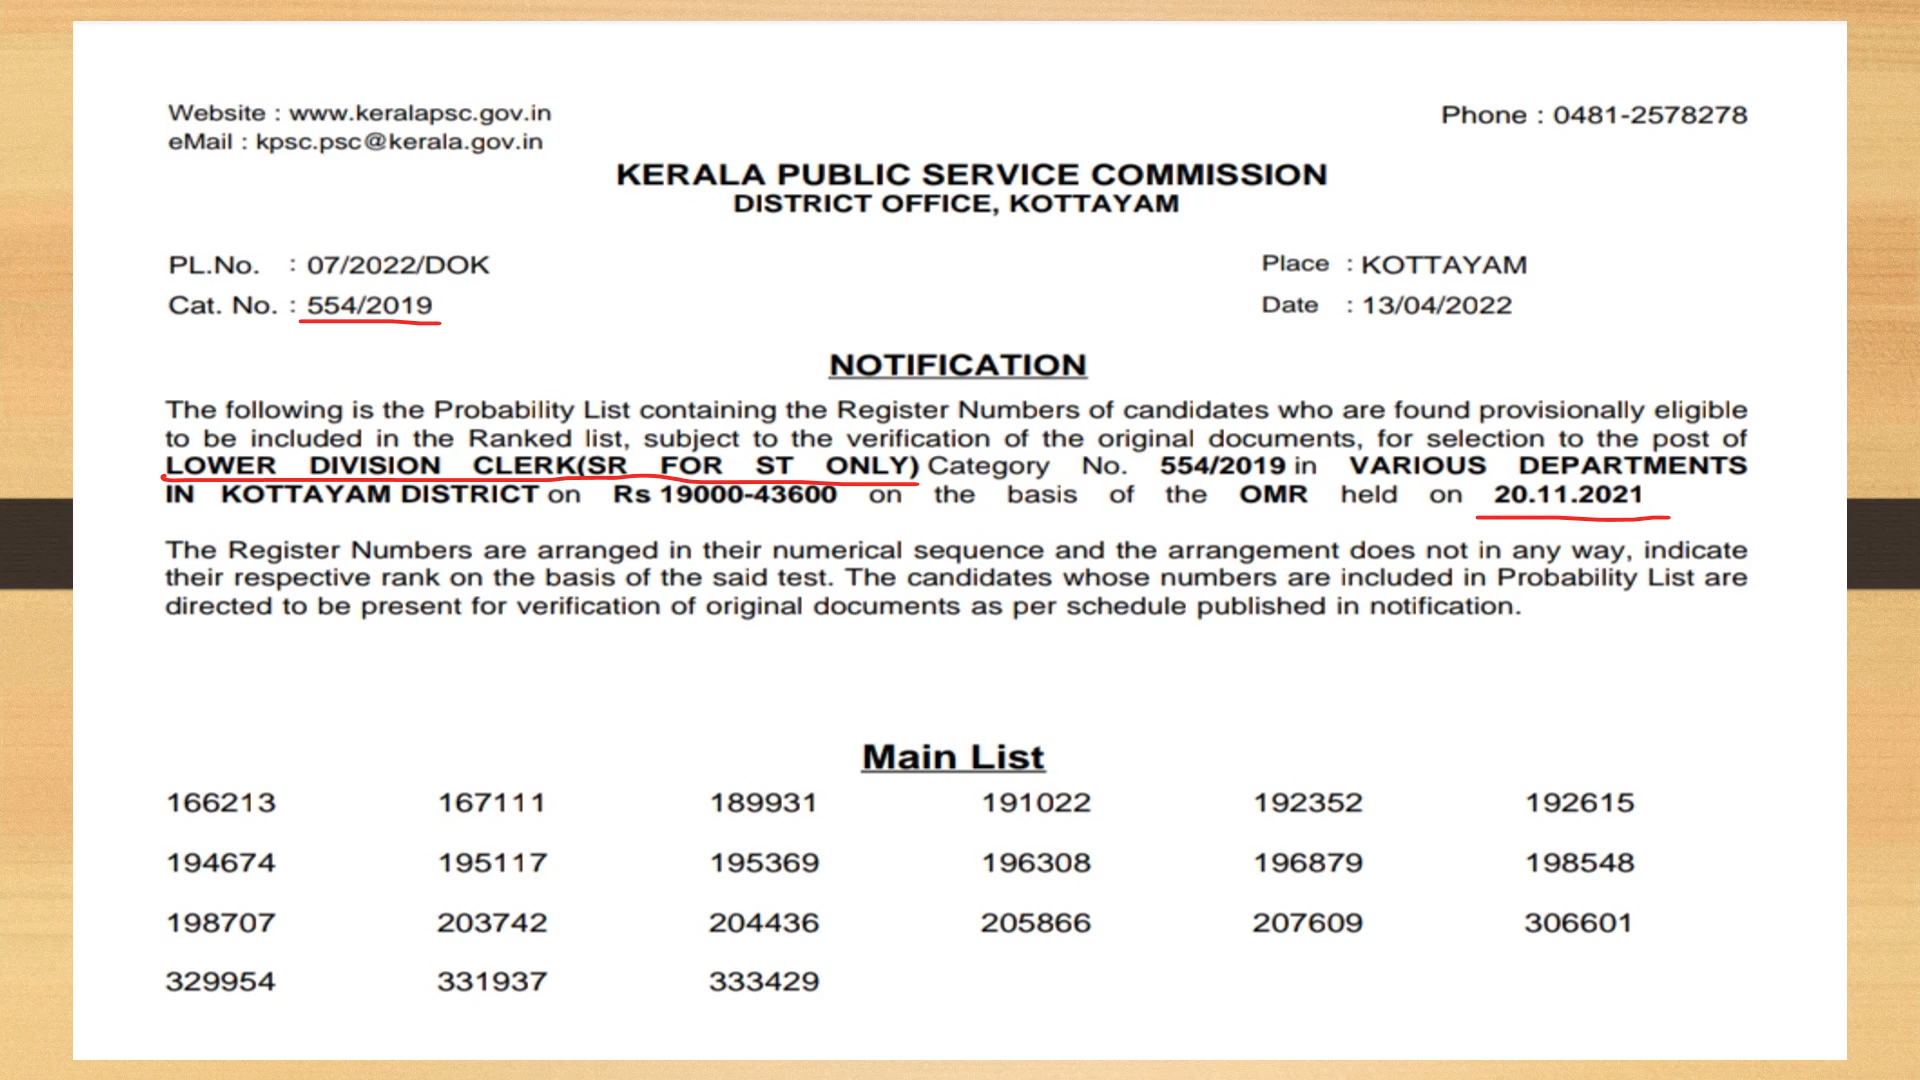 Website : www.keralapsc.gov.in
Phone : 0481-2578278
eMail : kpsc.psc@kerala.gov.in
KERALA PUBLIC SERVICE COMMISSION
DISTRICT OFFICE, KOTTAYAM
PL.No. : 07/2022/DOK
Place : KOTTAYAM
Cat. No. : 554/2019
Date : 13/04/2022
NOTIFICATION
The following is the Probability List containing the Register Numbers of candidates who are found provisionally eligible
to be included in the Ranked list, subject to the verification of the original documents, for selection to the post of
LOWER DIVISION CLERK(SR FOR ST ONLY) Category No. 554/2019 in VARIOUS DEPARTMENTS
IN KOTTAYAM DISTRICT on Rs 19000-43600 on the basis of the OMR held on 20.11.2021
The Register Numbers are arranged in their numerical sequence and the arrangement does not in any way, indicate
their respective rank on the basis of the said test. The candidates whose numbers are included in Probability List are
directed to be present for verification of original documents as per schedule published in notification.
Main List
166213 167111 189931 191022 192352 192615
194674 195117 195369 196308 196879 198548
198707 203742 204436 205866 207609 306601
329954 331937 333429